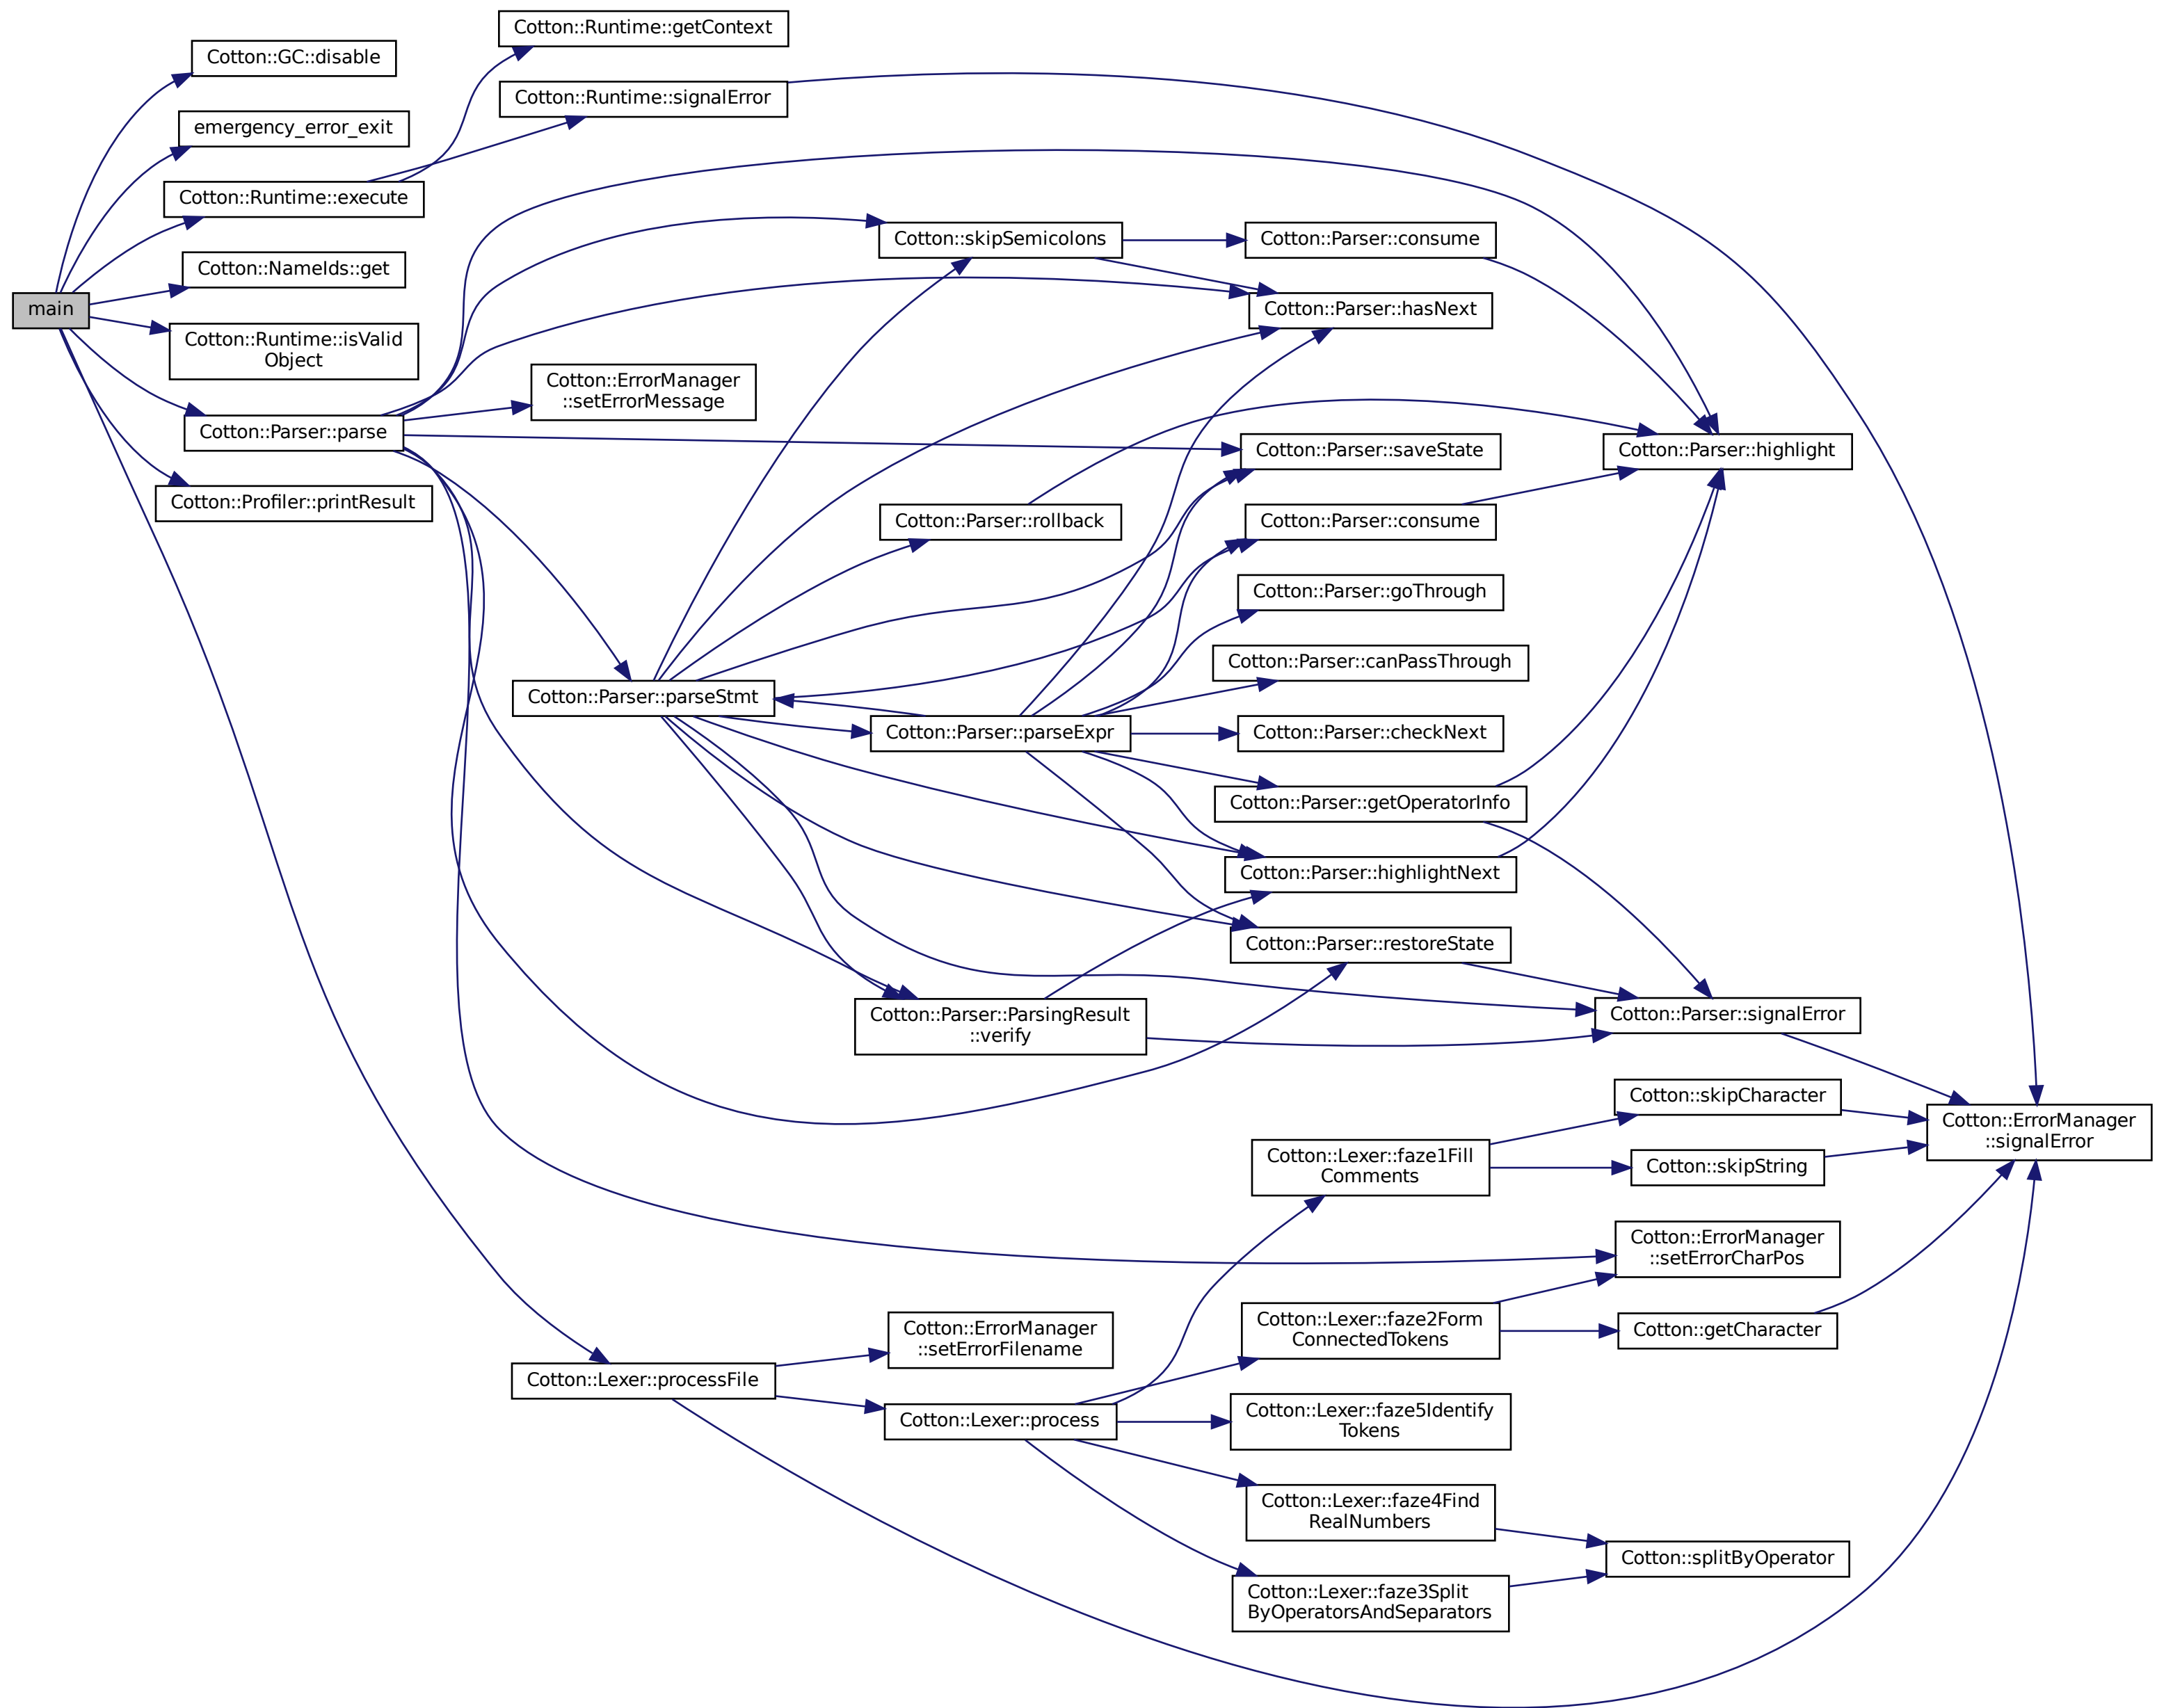 main
Cotton::GC::disable
emergency_error_exit
Cotton::Runtime::execute
Cotton::NameIds::get
Cotton::Runtime::isValid
Object
Cotton::Parser::parse
Cotton::Profiler::printResult
Cotton::Runtime::getContext
Cotton::Runtime::signalError
Cotton::ErrorManager
::setErrorMessage
Cotton::Parser::parseStmt
Cotton::Lexer::processFile
Cotton::skipSemicolons
Cotton::Parser::rollback
Cotton::Parser::parseExpr
Cotton::Parser::ParsingResult
::verify
Cotton::ErrorManager
::setErrorFilename
Cotton::Lexer::process
Cotton::Parser::consume
Cotton::Parser::hasNext
Cotton::Parser::saveState
Cotton::Parser::consume
Cotton::Parser::goThrough
Cotton::Parser::canPassThrough
Cotton::Parser::checkNext
Cotton::Parser::getOperatorInfo
Cotton::Parser::highlightNext
Cotton::Parser::restoreState
Cotton::Lexer::faze1Fill
Comments
Cotton::Lexer::faze2Form
ConnectedTokens
Cotton::Lexer::faze5Identify
Tokens
Cotton::Lexer::faze4Find
RealNumbers
Cotton::Lexer::faze3Split
ByOperatorsAndSeparators
Cotton::Parser::highlight
Cotton::Parser::signalError
Cotton::skipCharacter
Cotton::skipString
Cotton::ErrorManager
::setErrorCharPos
Cotton::getCharacter
Cotton::splitByOperator
Cotton::ErrorManager
::signalError